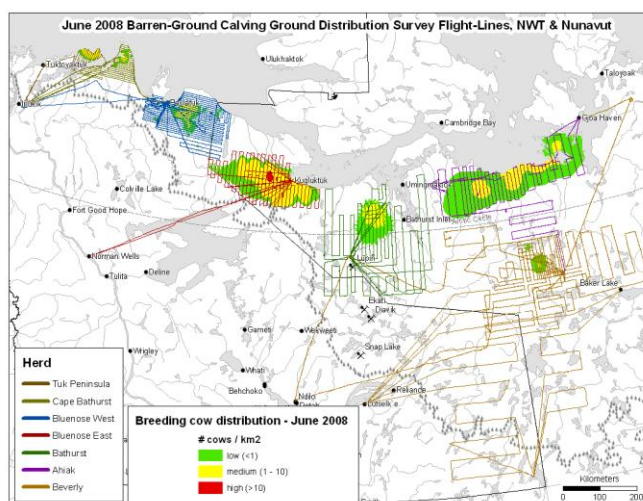 June 2008 Barren-Ground Calving Ground Distribution Survey Flight-Lines, NWT & Nunavut
Tuktoyaktuk
Ulukhaktok
Taloyoak
Inuvik
Gjoa Haven
Cambridge Bay
Kugluktuk
Umingmaktok
Colville Lake
Fort Good Hope
Bathurst Inlet
Norman Wells
Lupin
Tulita
Deline
Baker Lake
Ekati
Diavik
Gameti
Wekweeti
Snap Lake
Wrigley
Whati
Reliance
Behchoko
Ndilo
Lutselk'e
Herd
Tuk Peninsula
Cape Bathurst
Bluenose West
Bluenose East
Bathurst
Ahiak
Beverly
Breeding cow distribution - June 2008
# cows / km2
low (<1)
medium (1 - 10)
high (>10)
Kilometers
100